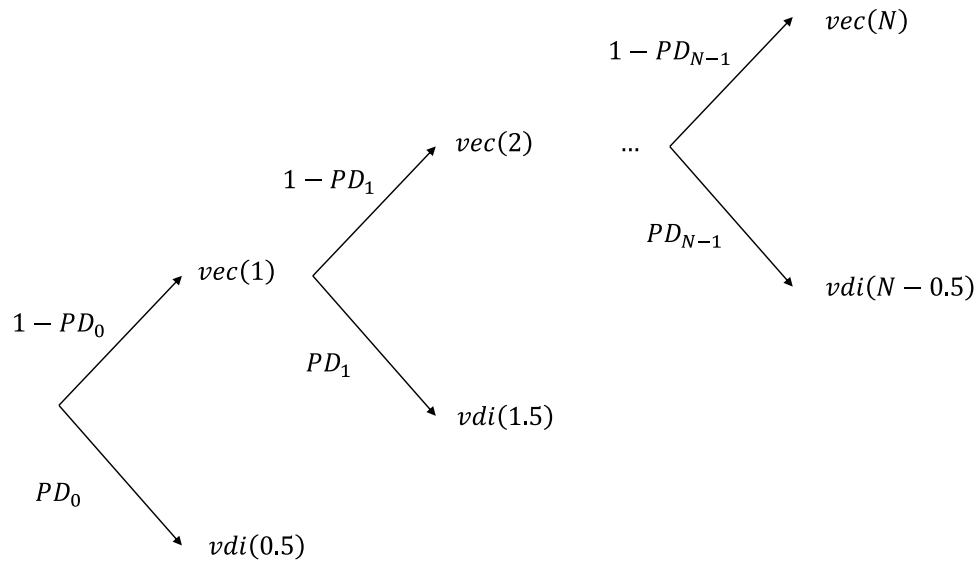 vec(N)
1 − PD_{N−1}
vec(2)
...
1 − PD_1
PD_{N−1}
vec(1)
vdi(N − 0.5)
1 − PD_0
PD_1
vdi(1.5)
PD_0
vdi(0.5)